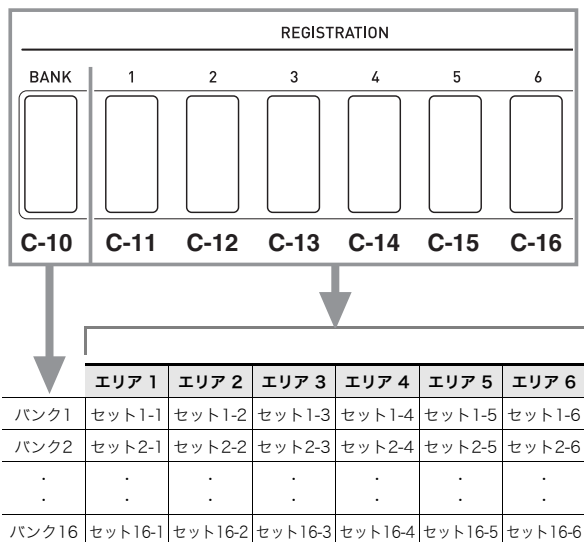 REGISTRATION
BANK 1 2 3 4 5 6
C-10 C-11 C-12 C-13 C-14 C-15 C-16
エリア 1 エリア 2 エリア 3 エリア 4 エリア 5 エリア 6
バンク1 セット1-1 セット1-2 セット1-3 セット1-4 セット1-5 セット1-6
バンク2 セット2-1 セット2-2 セット2-3 セット2-4 セット2-5 セット2-6
: : : : : : :
バンク16 セット16-1 セット16-2 セット16-3 セット16-4 セット16-5 セット16-6